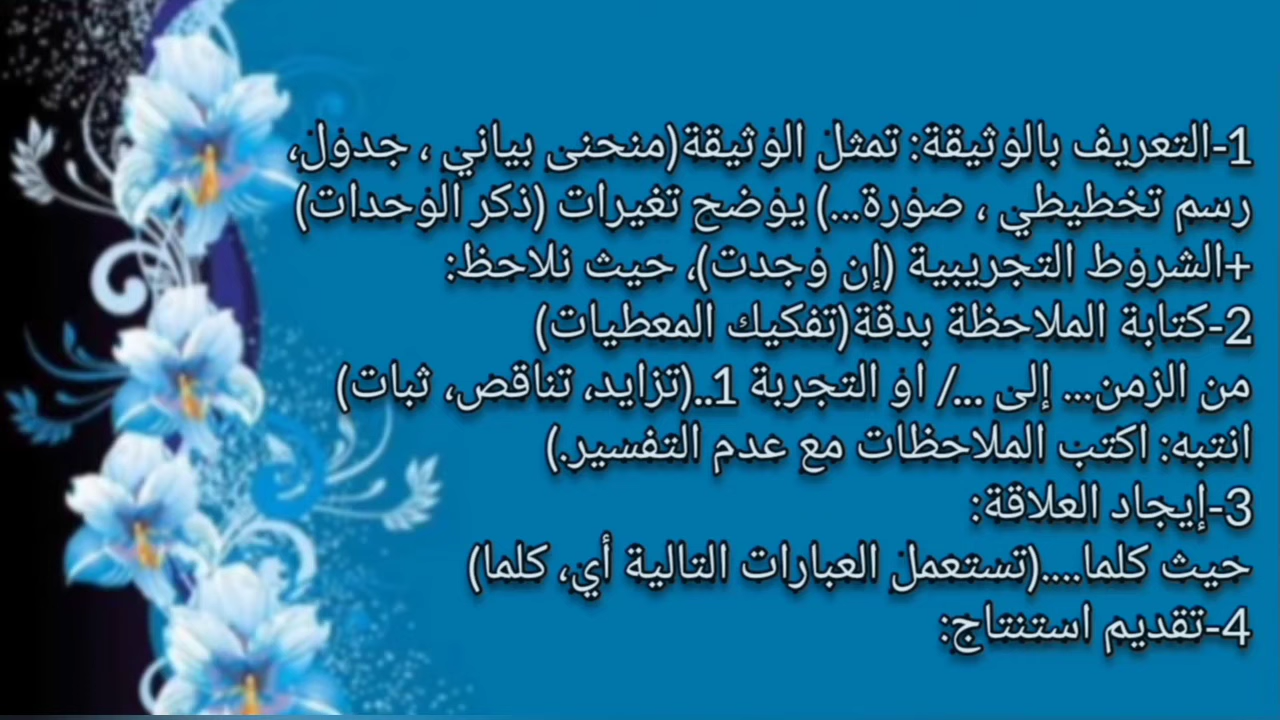 1-التعريف بالوثيقة: تمثل الوثيقة(منحنى بياني ، جدول،
رسم تخطيطي ، صورة...) يوضح تغيرات (ذكر الوحدات)
+الشروط التجريبية (إن وجدت)، حيث نلاحظ:
2-كتابة الملاحظة بدقة(تفكيك المعطيات)
من الزمن... إلى .../ او التجربة 1..(تزايد، تناقص، ثبات)
انتبه: اكتب الملاحظات مع عدم التفسير.)
3-إيجاد العلاقة:
حيث كلما....(تستعمل العبارات التالية أي، كلما)
4-تقديم استنتاج: